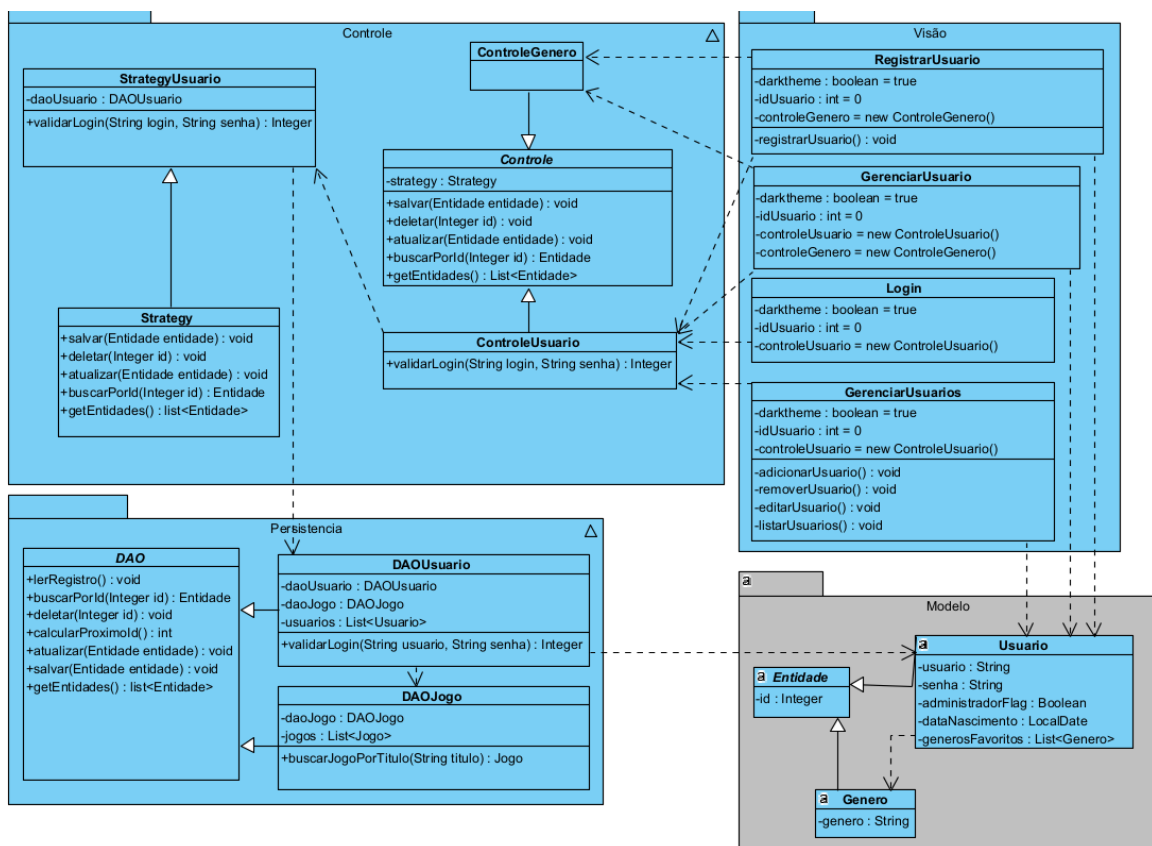 Controle
StrategyUsuario
-daoUsuario : DAOUsuario
+validarLogin(String login, String senha) : Integer
ControleGenero
Controle
-strategy : Strategy
+salvar(Entidade entidade) : void
+deletar(Integer id) : void
+atualizar(Entidade entidade) : void
+buscarPorId(Integer id) : Entidade
+getEntidades() : List<Entidade>
Strategy
+salvar(Entidade entidade) : void
+deletar(Integer id) : void
+atualizar(Entidade entidade) : void
+buscarPorId(Integer id) : Entidade
+getEntidades() : list<Entidade>
ControleUsuario
+validarLogin(String login, String senha) : Integer
Visão
RegistrarUsuario
-darktheme : boolean = true
-idUsuario : int = 0
-controleGenero = new ControleGenero()
-registrarUsuario() : void
GerenciarUsuario
-darktheme : boolean = true
-idUsuario : int = 0
-controleUsuario = new ControleUsuario()
-controleGenero = new ControleGenero()
Login
-darktheme : boolean = true
-idUsuario : int = 0
-controleUsuario = new ControleUsuario()
GerenciarUsuarios
-darktheme : boolean = true
-idUsuario : int = 0
-controleUsuario = new ControleUsuario()
-adicionarUsuario() : void
-removerUsuario() : void
-editarUsuario() : void
-listarUsuarios() : void
Persistencia
DAO
+lerRegistro() : void
+buscarPorId(Integer id) : Entidade
+deletar(Integer id) : void
+calcularProximoId() : int
+atualizar(Entidade entidade) : void
+salvar(Entidade entidade) : void
+getEntidades() : list<Entidade>
DAOUsuario
-daoUsuario : DAOUsuario
-daoJogo : DAOJogo
-usuarios : List<Usuario>
+validarLogin(String usuario, String senha) : Integer
DAOJogo
-daoJogo : DAOJogo
-jogos : List<Jogo>
+buscarJogoPorTitulo(String titulo) : Jogo
a
Modelo
a Entidade
-id : Integer
a Usuario
-usuario : String
-senha : String
-administradorFlag : Boolean
-dataNascimento : LocalDate
-generosFavoritos : List<Genero>
a Genero
-genero : String